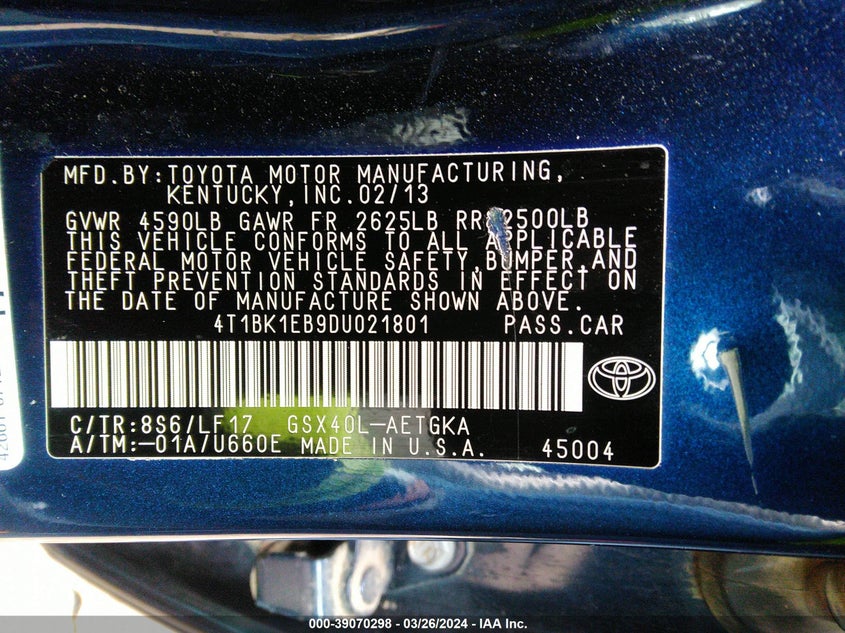 MFD.BY:TOYOTA MOTOR MANUFACTURING,
KENTUCKY,INC.02/13
GVWR 4590LB GAWR FR 2625LB RR 2500LB
THIS VEHICLE CONFORMS TO ALL APPLICABLE
FEDERAL MOTOR VEHICLE SAFETY,BUMPER,AND
THEFT PREVENTION STANDARDS IN EFFECT ON
THE DATE OF MANUFACTURE SHOWN ABOVE.
4T1BK1EB9DU021801 PASS.CAR
C/TR:8S6/LF17 GSX40L-AETGKA
A/TM:-01A/U660E MADE IN U.S.A. 45004
000-39070298 - 03/26/2024 - IAA Inc.